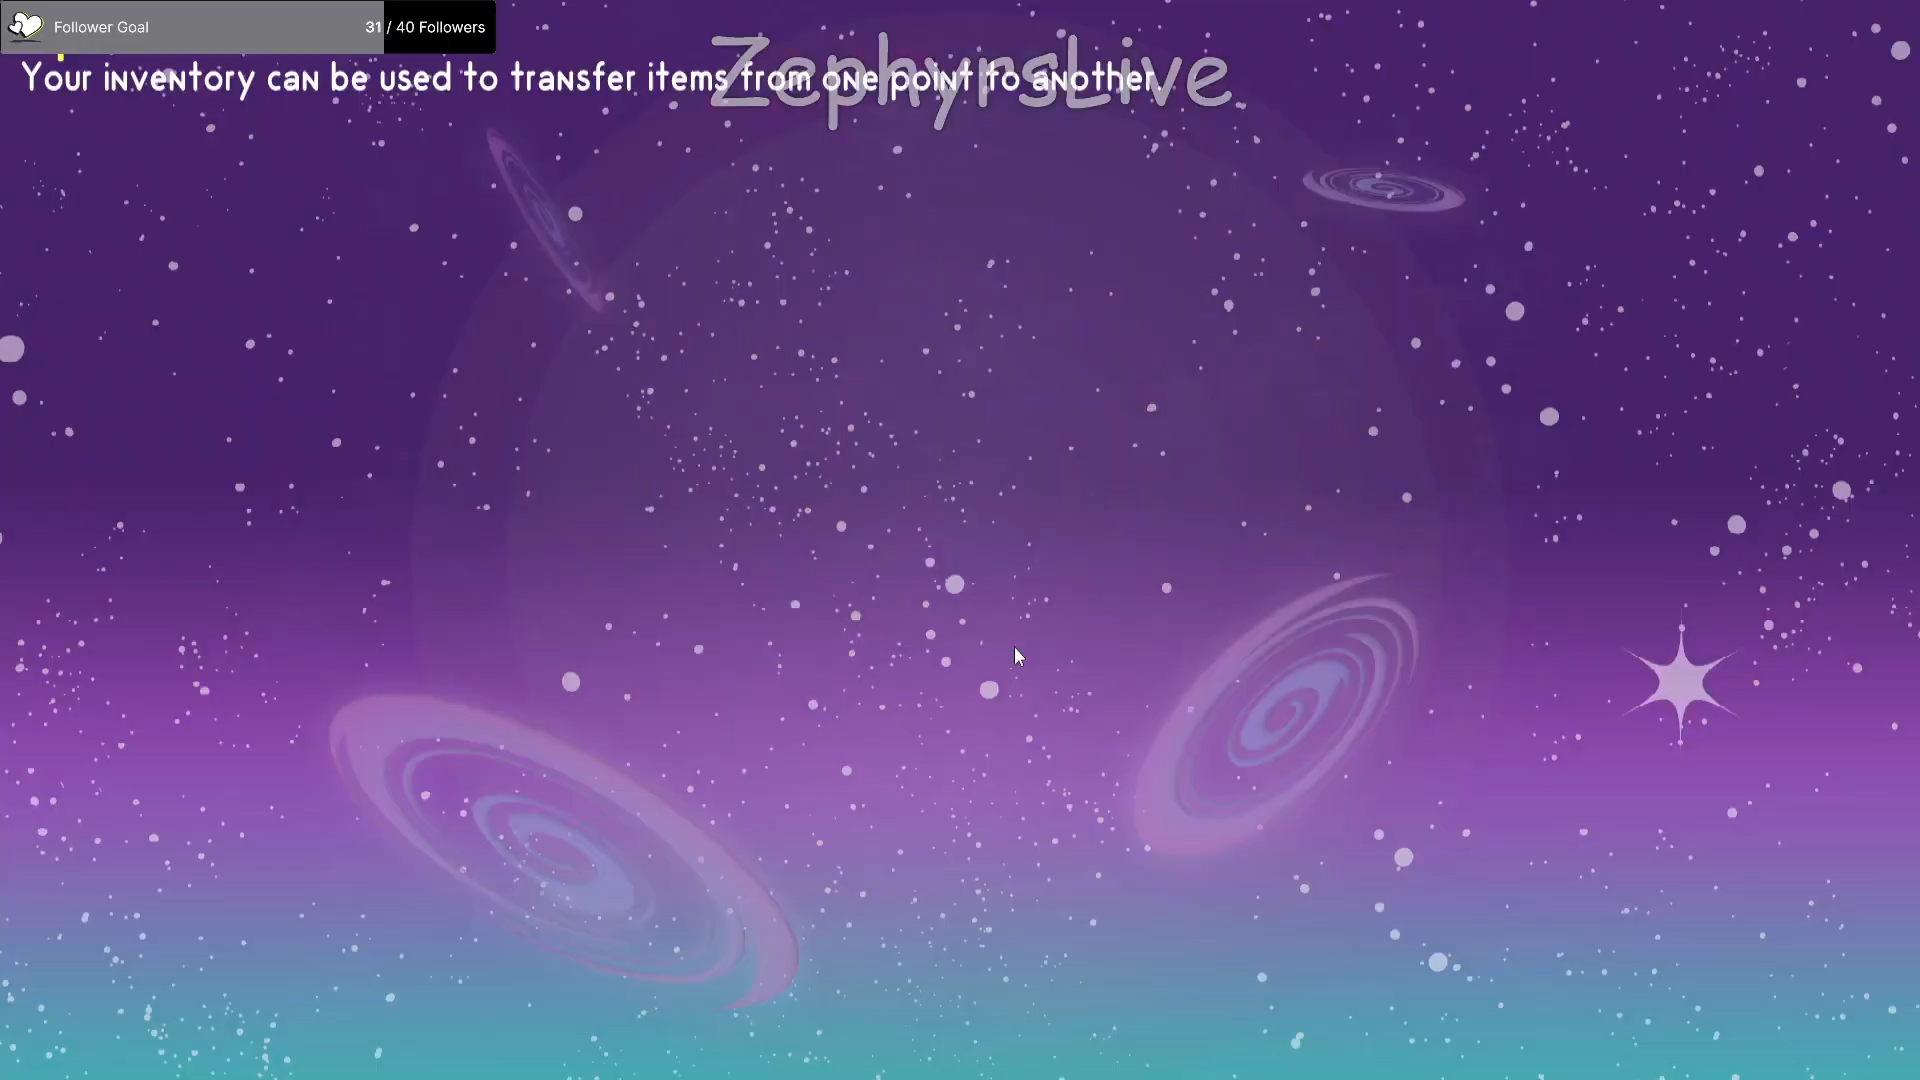 Follower Goal 31 / 40 Followers
ZephyrsLive
Your inventory can be used to transfer items from one point to another.